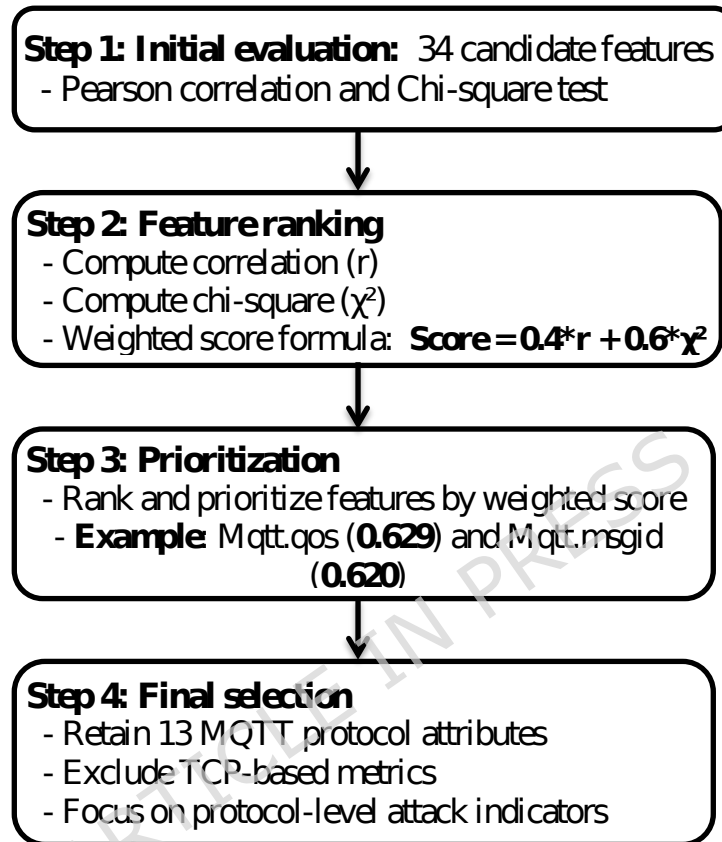 Step 1: Initial evaluation: 34 candidate features
- Pearson correlation and Chi-square test
Step 2: Feature ranking
- Compute correlation (r)
- Compute chi-square (χ²)
- Weighted score formula: Score = 0.4*r + 0.6*χ²
Step 3: Prioritization
- Rank and prioritize features by weighted score
- Example: Mqtt.qos (0.629) and Mqtt.msgid
(0.620)
Step 4: Final selection
- Retain 13 MQTT protocol attributes
- Exclude TCP-based metrics
- Focus on protocol-level attack indicators
RTICLE IN PRESS